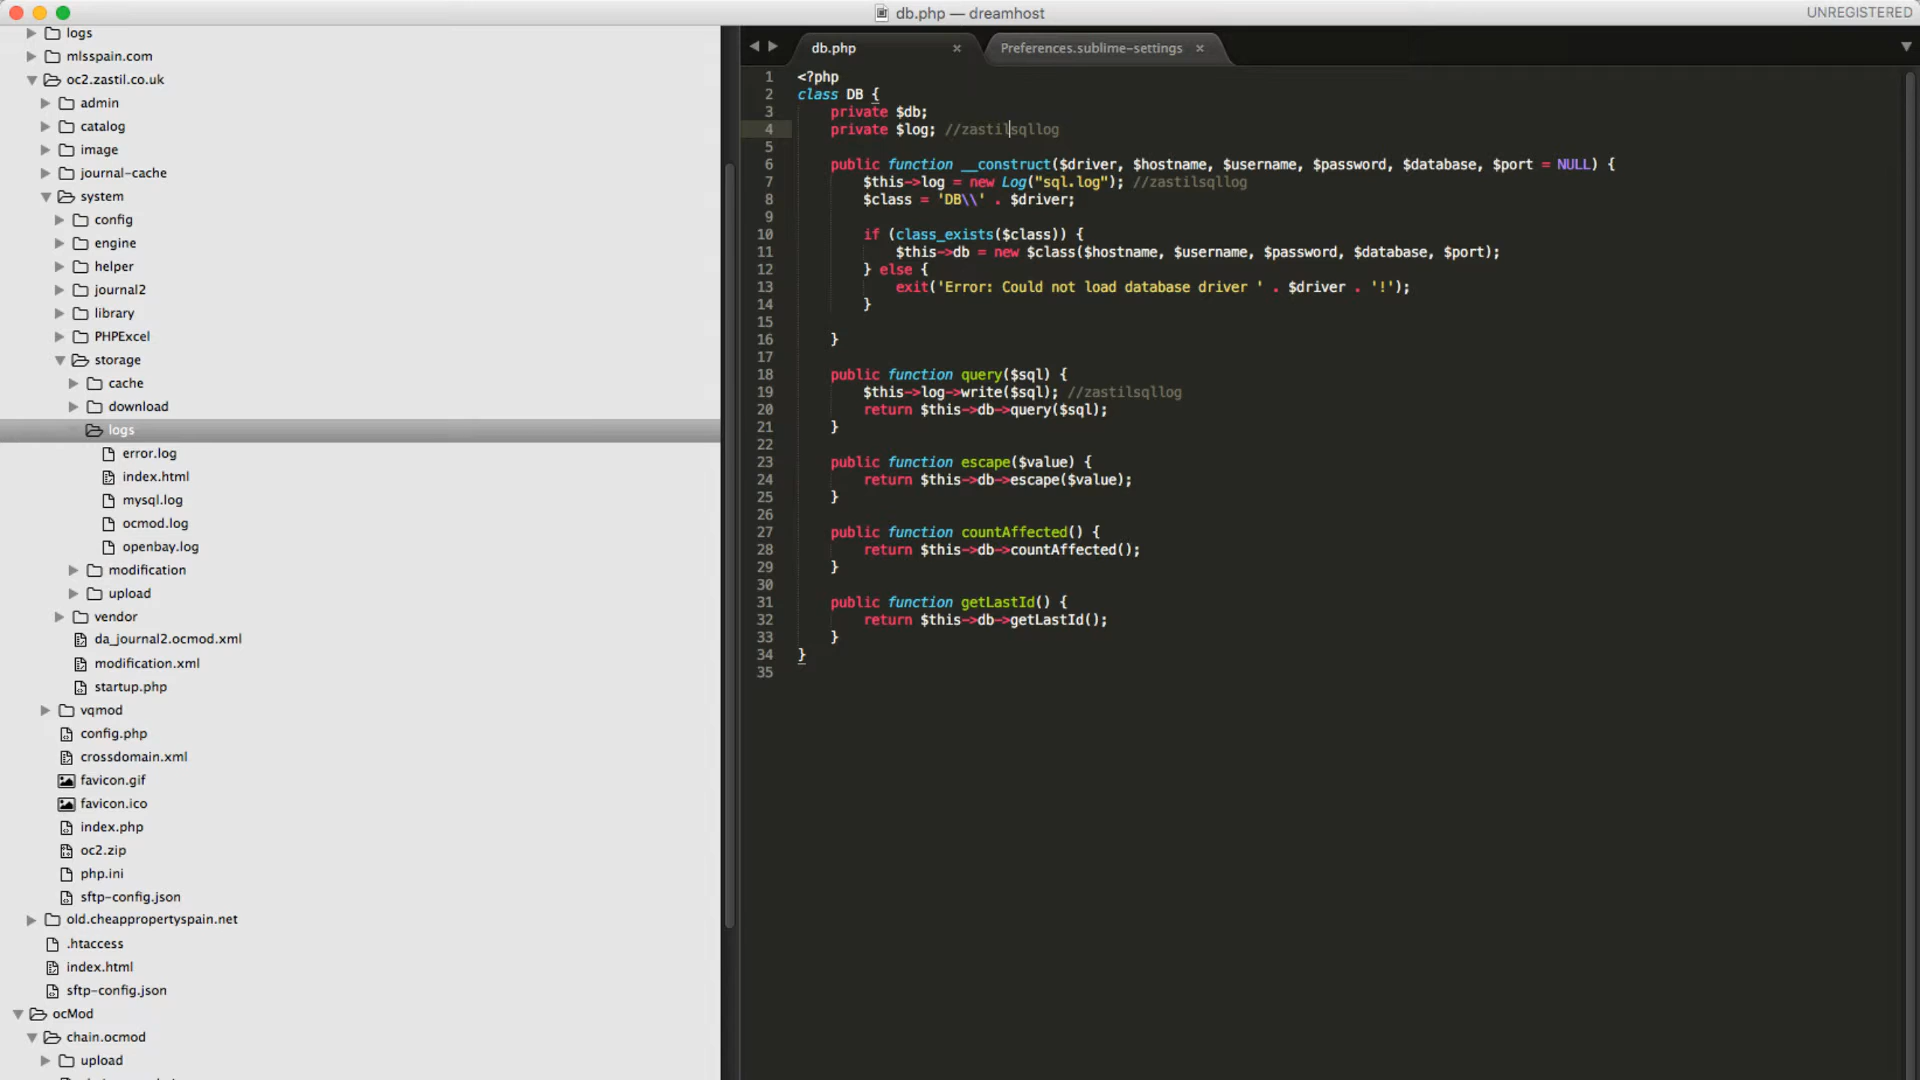 db.php — dreamhost
UNREGISTERED
logs
mlsspain.com
oc2.zastil.co.uk
admin
catalog
image
journal-cache
system
config
engine
helper
journal2
library
PHPExcel
storage
cache
download
logs
error.log
index.html
mysql.log
ocmod.log
openbay.log
modification
upload
vendor
da_journal2.ocmod.xml
modification.xml
startup.php
vqmod
config.php
crossdomain.xml
favicon.gif
favicon.ico
index.php
oc2.zip
php.ini
sftp-config.json
old.cheappropertyspain.net
.htaccess
index.html
sftp-config.json
ocMod
chain.ocmod
upload
db.php
Preferences.sublime-settings
1 <?php
2 class DB {
3 private $db;
4 private $log; //zastilsqllog
5
6 public function __construct($driver, $hostname, $username, $password, $database, $port = NULL) {
7 $this->log = new Log("sql.log"); //zastilsqllog
8 $class = 'DB\\' . $driver;
9
10 if (class_exists($class)) {
11 $this->db = new $class($hostname, $username, $password, $database, $port);
12 } else {
13 exit('Error: Could not load database driver ' . $driver . '!');
14 }
15
16 }
17
18 public function query($sql) {
19 $this->log->write($sql); //zastilsqllog
20 return $this->db->query($sql);
21 }
22
23 public function escape($value) {
24 return $this->db->escape($value);
25 }
26
27 public function countAffected() {
28 return $this->db->countAffected();
29 }
30
31 public function getLastId() {
32 return $this->db->getLastId();
33 }
34 }
35